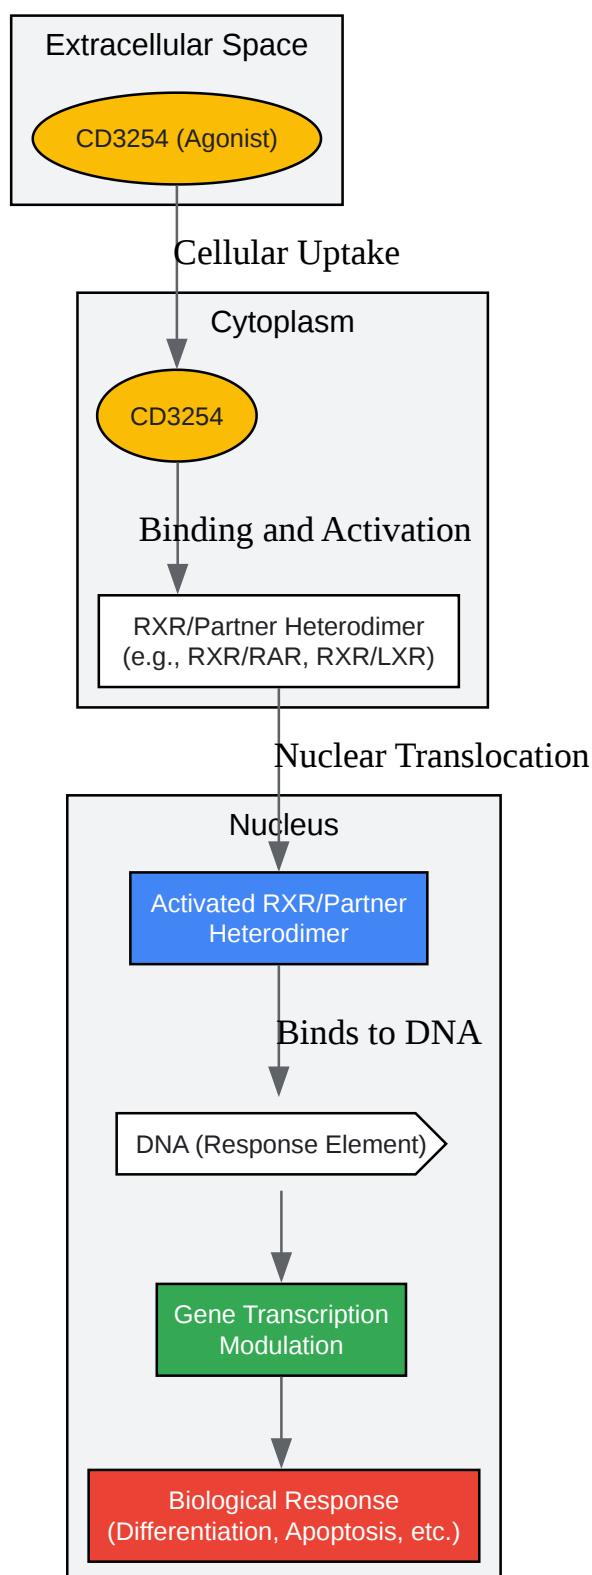 Extracellular Space
CD3254 (Agonist)
Cellular Uptake
Cytoplasm
CD3254
Binding and Activation
RXR/Partner Heterodimer
(e.g., RXR/RAR, RXR/LXR)
Nuclear Translocation
Nucleus
Activated RXR/Partner
Heterodimer
Binds to DNA
DNA (Response Element)
Gene Transcription
Modulation
Biological Response
(Differentiation, Apoptosis, etc.)